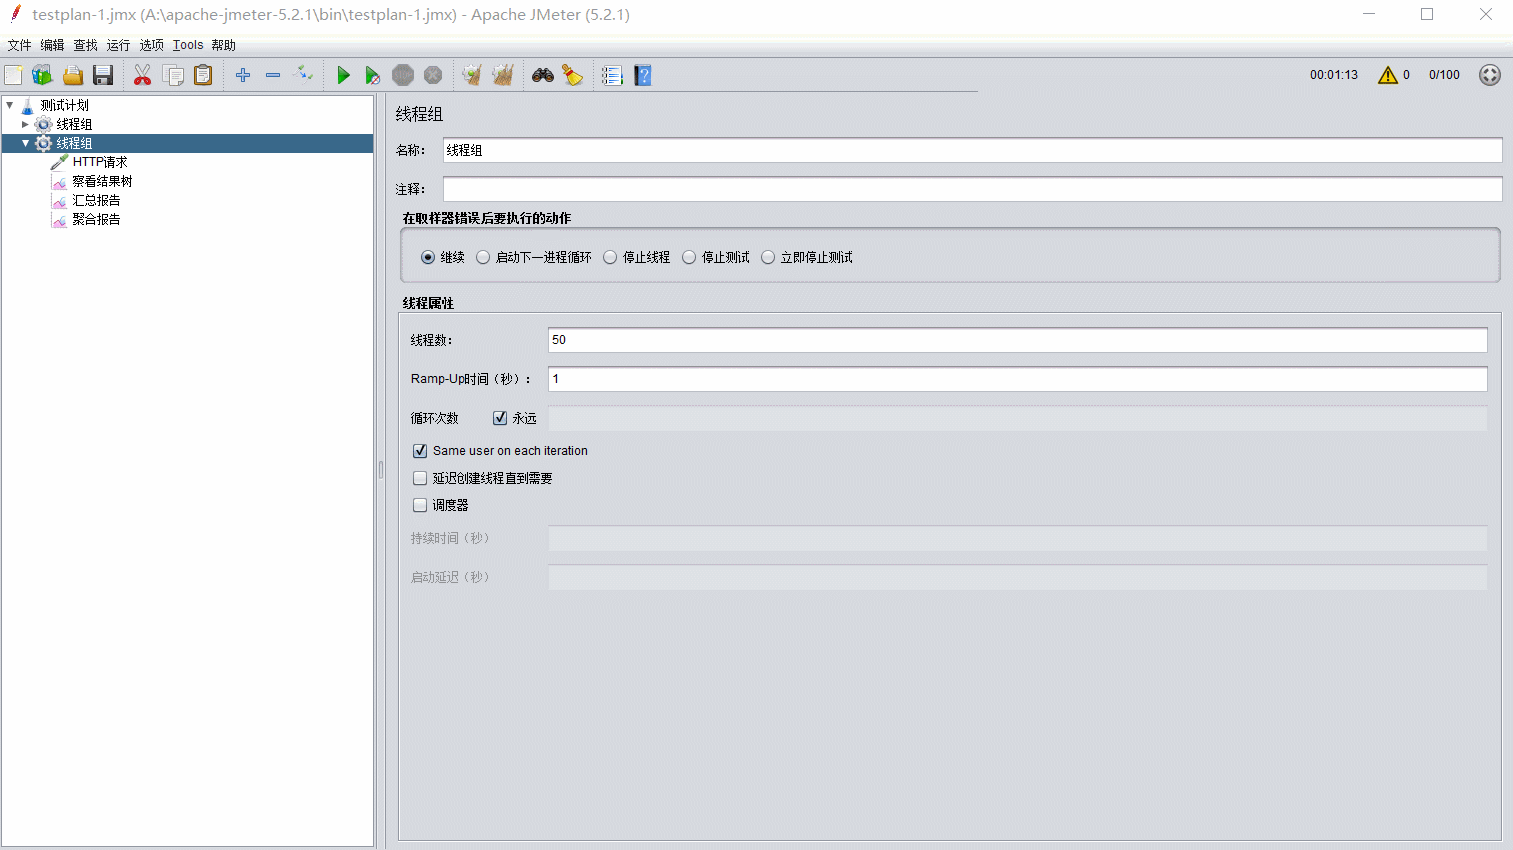 testplan-1.jmx (A:\apache-jmeter-5.2.1\bin\testplan-1.jmx) - Apache JMeter (5.2.1)
文件 编辑 查找 运行 选项 Tools 帮助
00:01:13 0 0/100
测试计划
线程组
线程组
HTTP请求
察看结果树
汇总报告
聚合报告
线程组
名称： 线程组
注释：
在取样器错误后要执行的动作
继续 启动下一进程循环 停止线程 停止测试 立即停止测试
线程属性
线程数： 50
Ramp-Up时间（秒）： 1
循环次数 永远
Same user on each iteration
延迟创建线程直到需要
调度器
持续时间（秒）
启动延迟（秒）